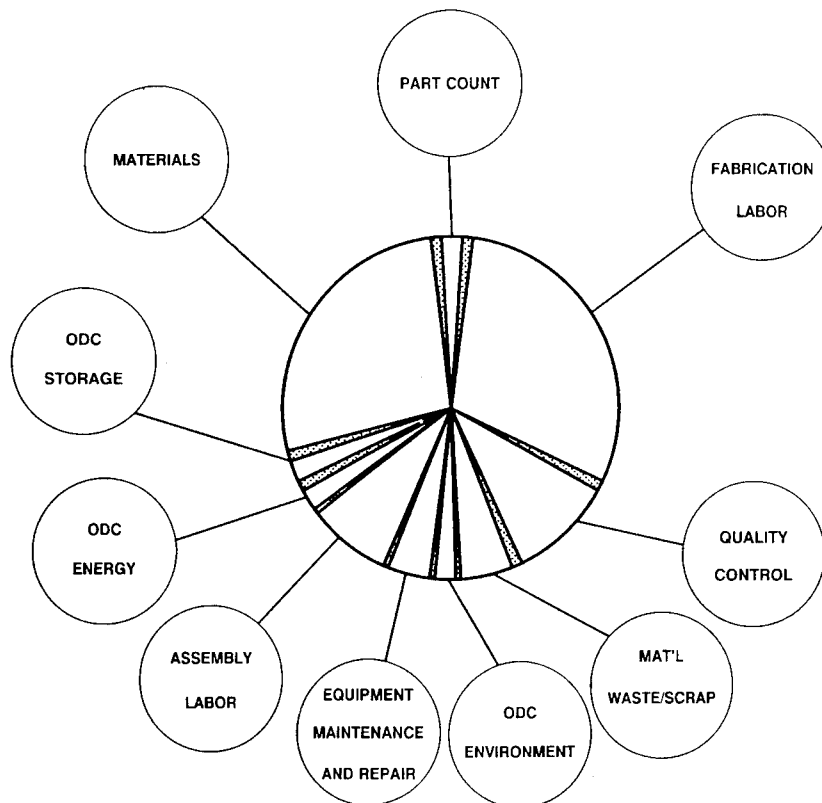 PART COUNT
MATERIALS
FABRICATION
LABOR
ODC
STORAGE
ODC
ENERGY
QUALITY
CONTROL
ASSEMBLY
LABOR
EQUIPMENT
MAINTENANCE
AND REPAIR
ODC
ENVIRONMENT
MAT'L
WASTE/SCRAP